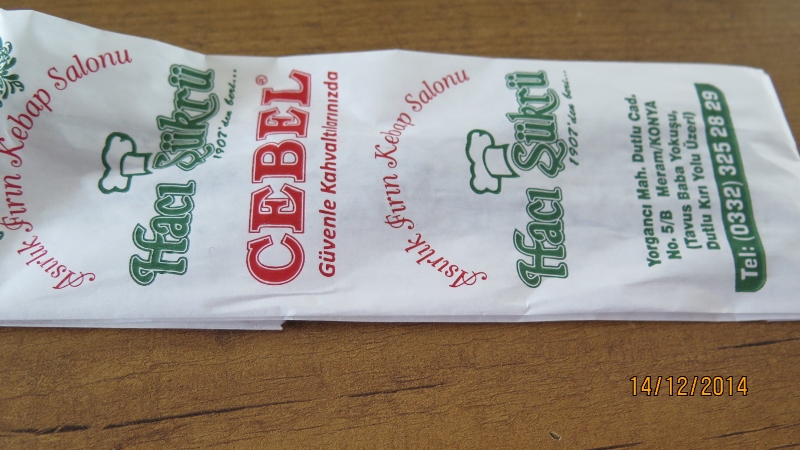 Asırlık Fırın Kebap Salonu
Hacı Şükrü
1907'den beri...
CEBEL®
Güvenle Kahvaltılarınızda
Asırlık Fırın Kebap Salonu
Hacı Şükrü
1907'den beri...
Yorgancı Mah. Dutlu Cad.
No. 5/B Meram/KONYA
(Tavus Baba Yokuşu,
Dutlu Kırı Yolu Üzeri)
Tel: (0332) 325 28 29
14/12/2014